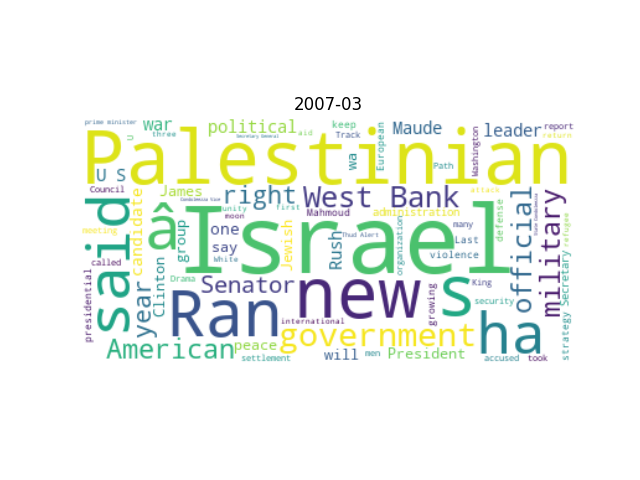 2007-03
prime minister
war
three
political
Secretary General
aid
keep
Track
wa
European
Maude
Washington
leader
report
return
Palestinian
U S
u
Path
Council
James
Condoleezza Rice
right
West Bank
attack
State Condoleezza
meeting
candidate
said
â
Israel
group
one
say
White
moon
unity
first
Jewish
Mahmoud
Rush
Thud Alert
administration
organization
many
Last
violence
defense
official
military
refugee
called
presidential
year
Clinton
Drama
Ran
Senator
new
s
King
security
growing
ha
strategy
Secretary
international
government
American
peace
settlement
will
men
President
accused
took